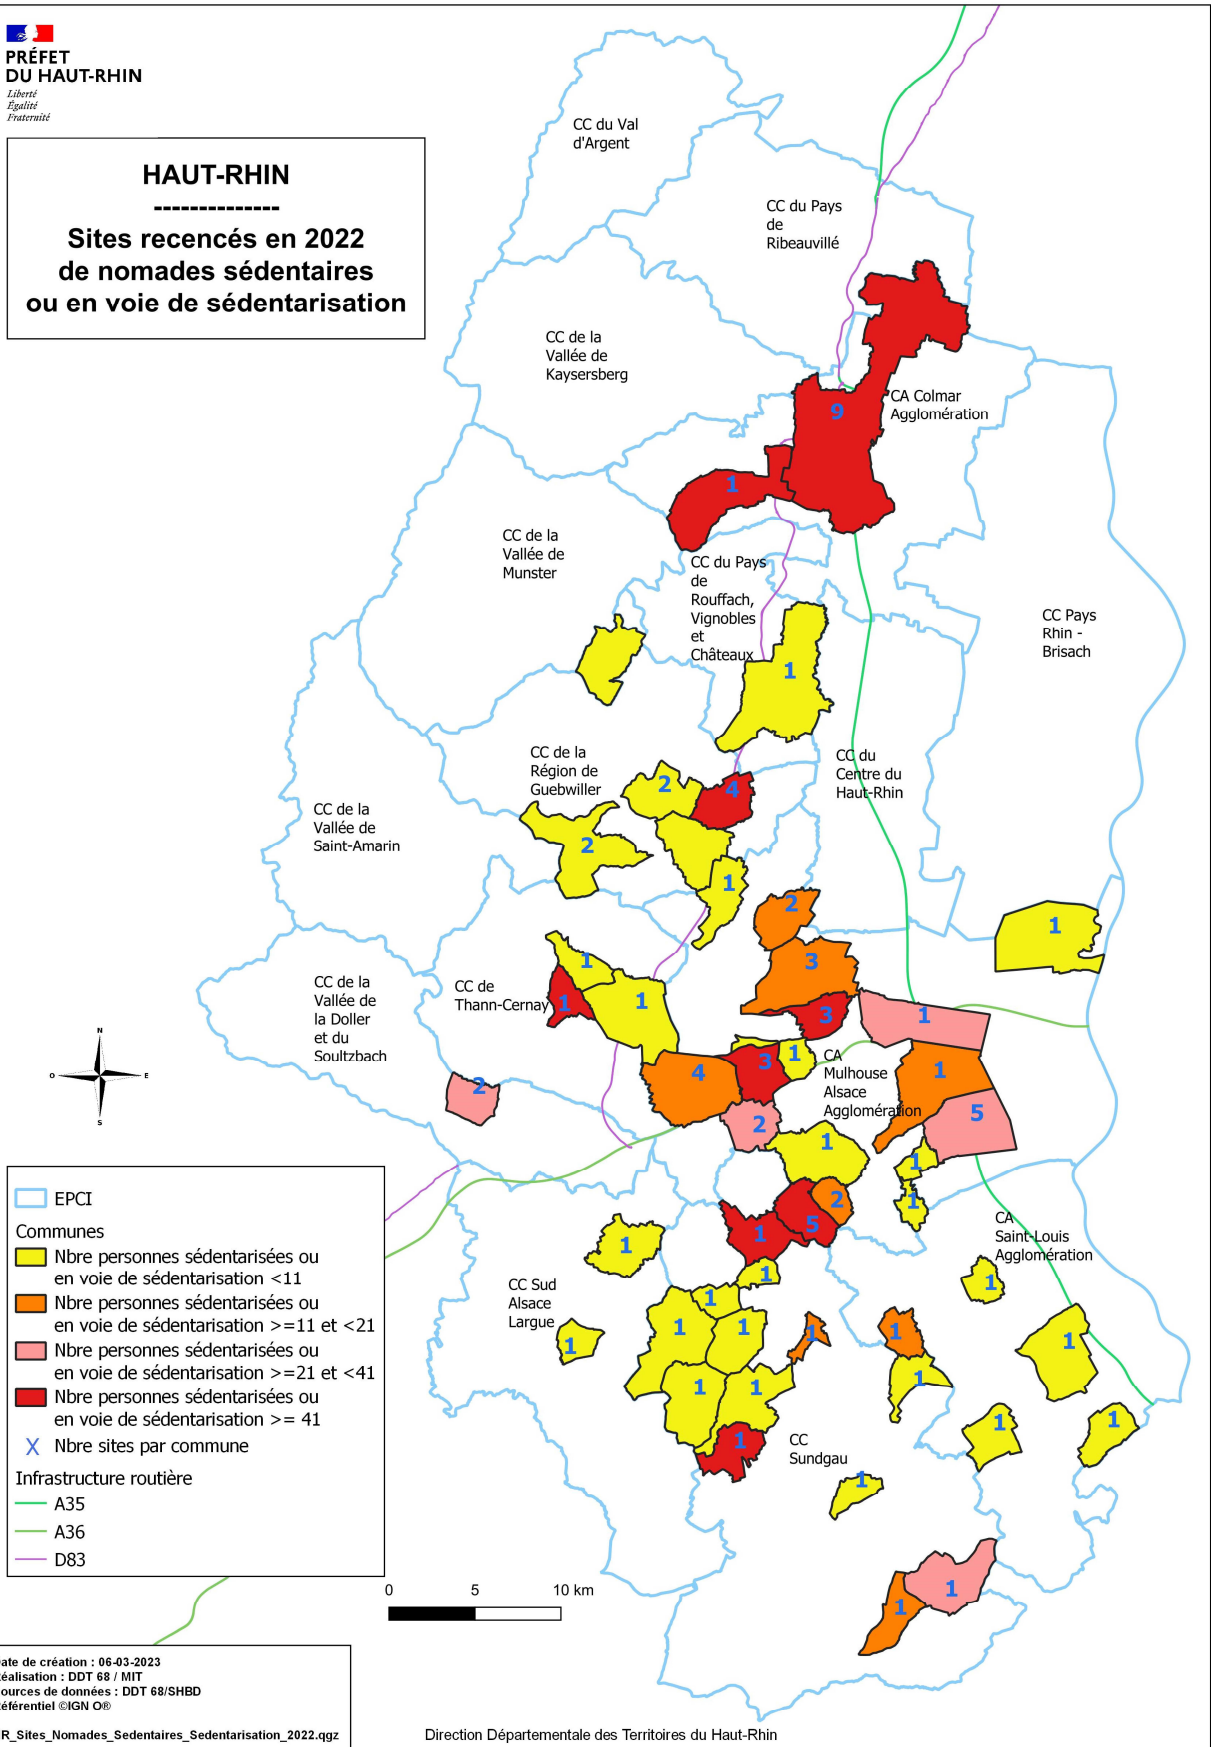 PRÉFET
DU HAUT-RHIN
Liberté
Égalité
Fraternité
HAUT-RHIN
--------------
Sites recencés en 2022
de nomades sédentaires
ou en voie de sédentarisation
CC du Val
d'Argent
CC du Pays
de
Ribeauvillé
CC de la
Vallée de
Kaysersberg
CA Colmar
Agglomération
9
1
CC de la
Vallée de
Munster
CC du Pays
de
Rouffach,
Vignobles
et
Châteaux
CC Pays
Rhin -
Brisach
1
CC de la
Région de
Guebwiller
CC du
Centre du
Haut-Rhin
2
4
CC de la
Vallée de
Saint-Amarin
2
1
2
1
3
1
CC de
Thann-Cernay
1
1
CC de la
Vallée de
la Doller
et du
Soultzbach
3
1
N
O
E
S
4
3
1
CA
Mulhouse
Alsace
Agglomération
1
2
2
5
1
1
1
2
5
1
1
CA
Saint-Louis
Agglomération
1
1
1
CC Sud
Alsace
Largue
1
1
1
1
1
1
1
1
1
1
1
1
1
1
CC
Sundgau
1
1
1
EPCI
Communes
Nbre personnes sédentarisées ou
en voie de sédentarisation <11
Nbre personnes sédentarisées ou
en voie de sédentarisation >=11 et <21
Nbre personnes sédentarisées ou
en voie de sédentarisation >=21 et <41
Nbre personnes sédentarisées ou
en voie de sédentarisation >= 41
X Nbre sites par commune
Infrastructure routière
A35
A36
D83
0 5 10 km
ate de création : 06-03-2023
éalisation : DDT 68 / MIT
ources de données : DDT 68/SHBD
éférentiel ©IGN O®
R_Sites_Nomades_Sedentaires_Sedentarisation_2022.qgz
Direction Départementale des Territoires du Haut-Rhin